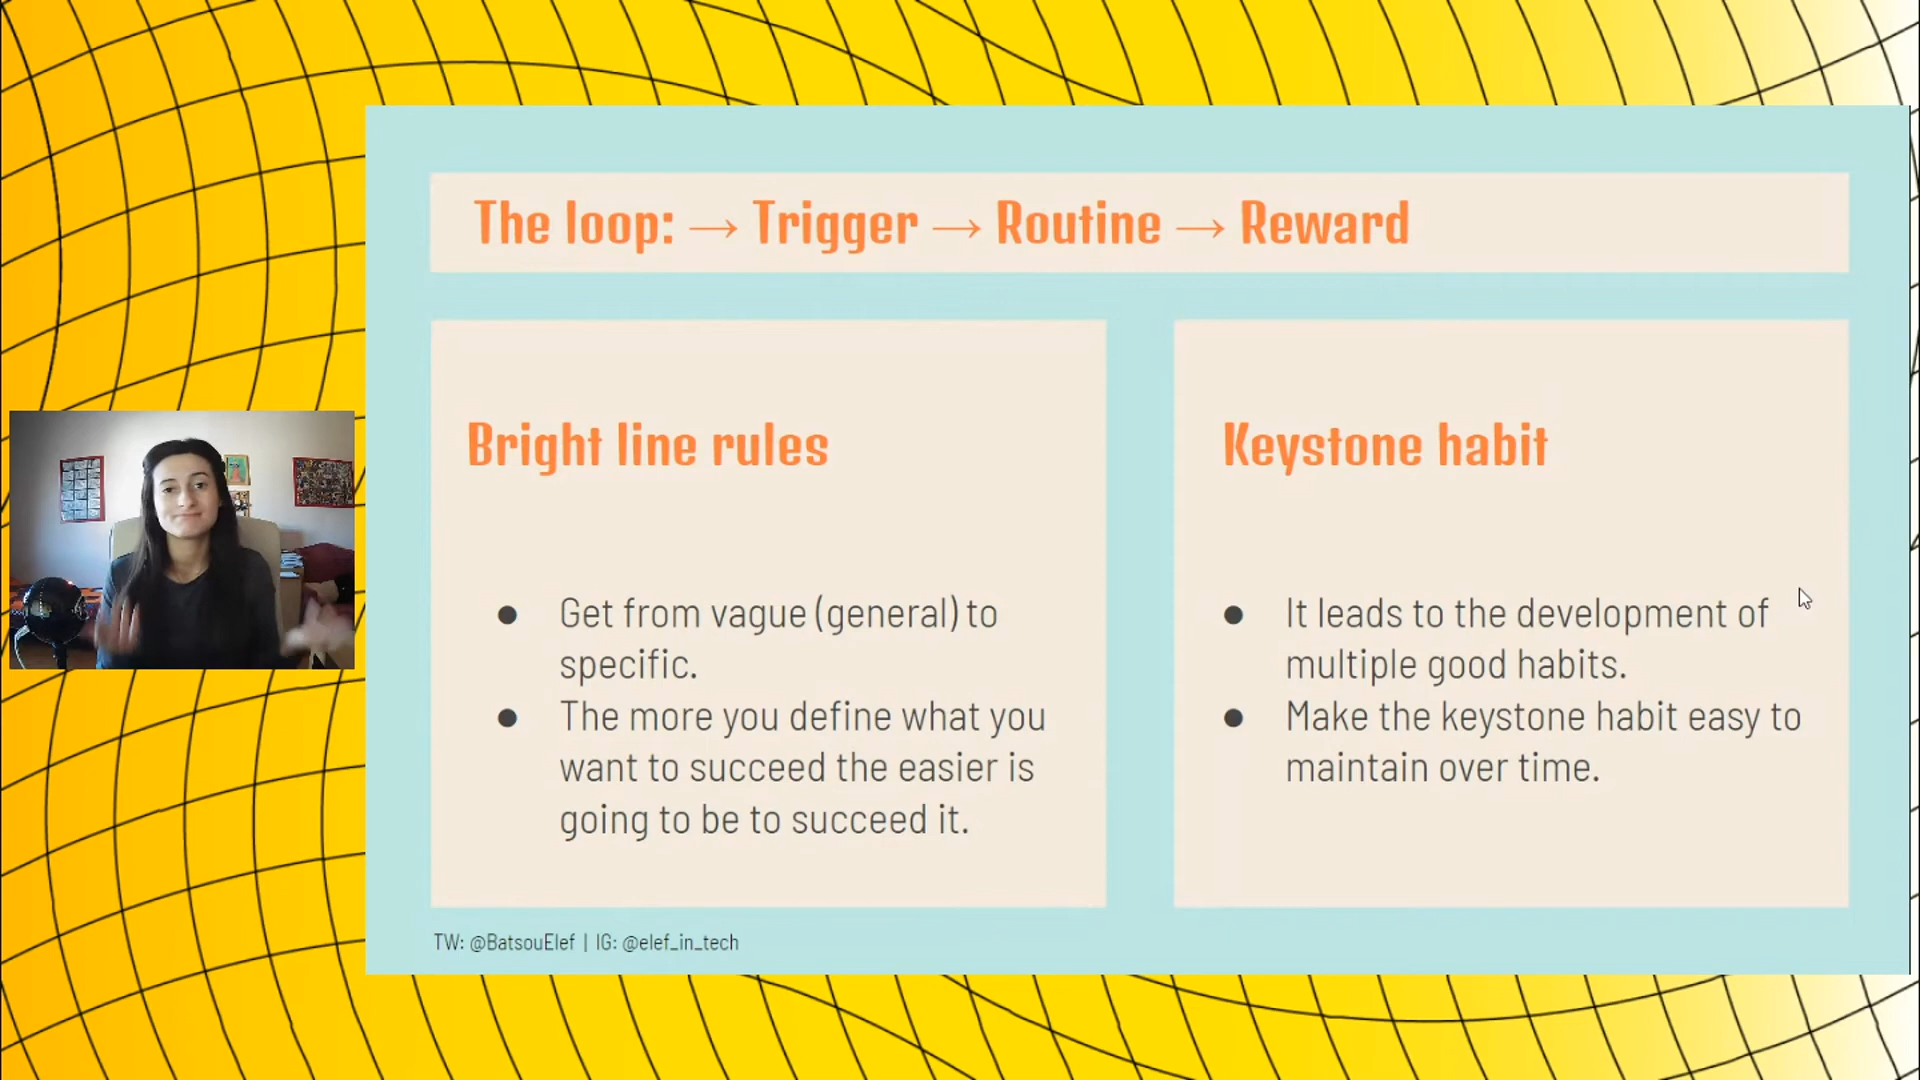 The loop: → Trigger → Routine → Reward
Bright line rules
● Get from vague (general) to
specific.
● The more you define what you
want to succeed the easier is
going to be to succeed it.
Keystone habit
● It leads to the development of
multiple good habits.
● Make the keystone habit easy to
maintain over time.
TW: @BatsouElef | IG: @elef_in_tech